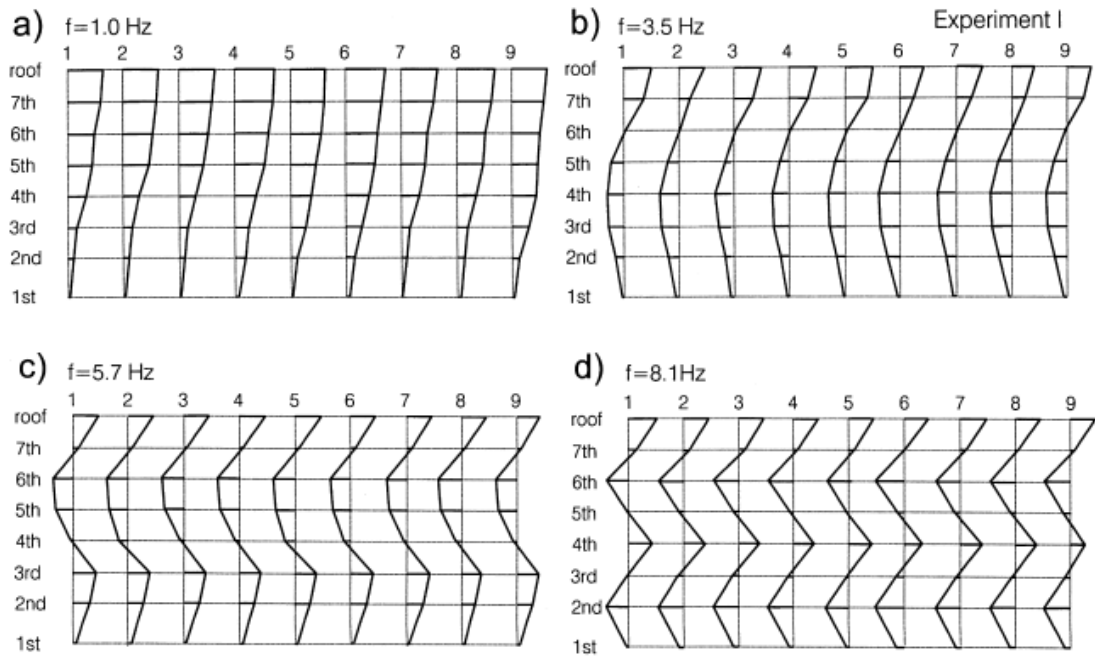 a) f=1.0 Hz
1 2 3 4 5 6 7 8 9
roof
7th
6th
5th
4th
3rd
2nd
1st
b) f=3.5 Hz Experiment I
1 2 3 4 5 6 7 8 9
roof
7th
6th
5th
4th
3rd
2nd
1st
c) f=5.7 Hz
1 2 3 4 5 6 7 8 9
roof
7th
6th
5th
4th
3rd
2nd
1st
d) f=8.1Hz
1 2 3 4 5 6 7 8 9
roof
7th
6th
5th
4th
3rd
2nd
1st